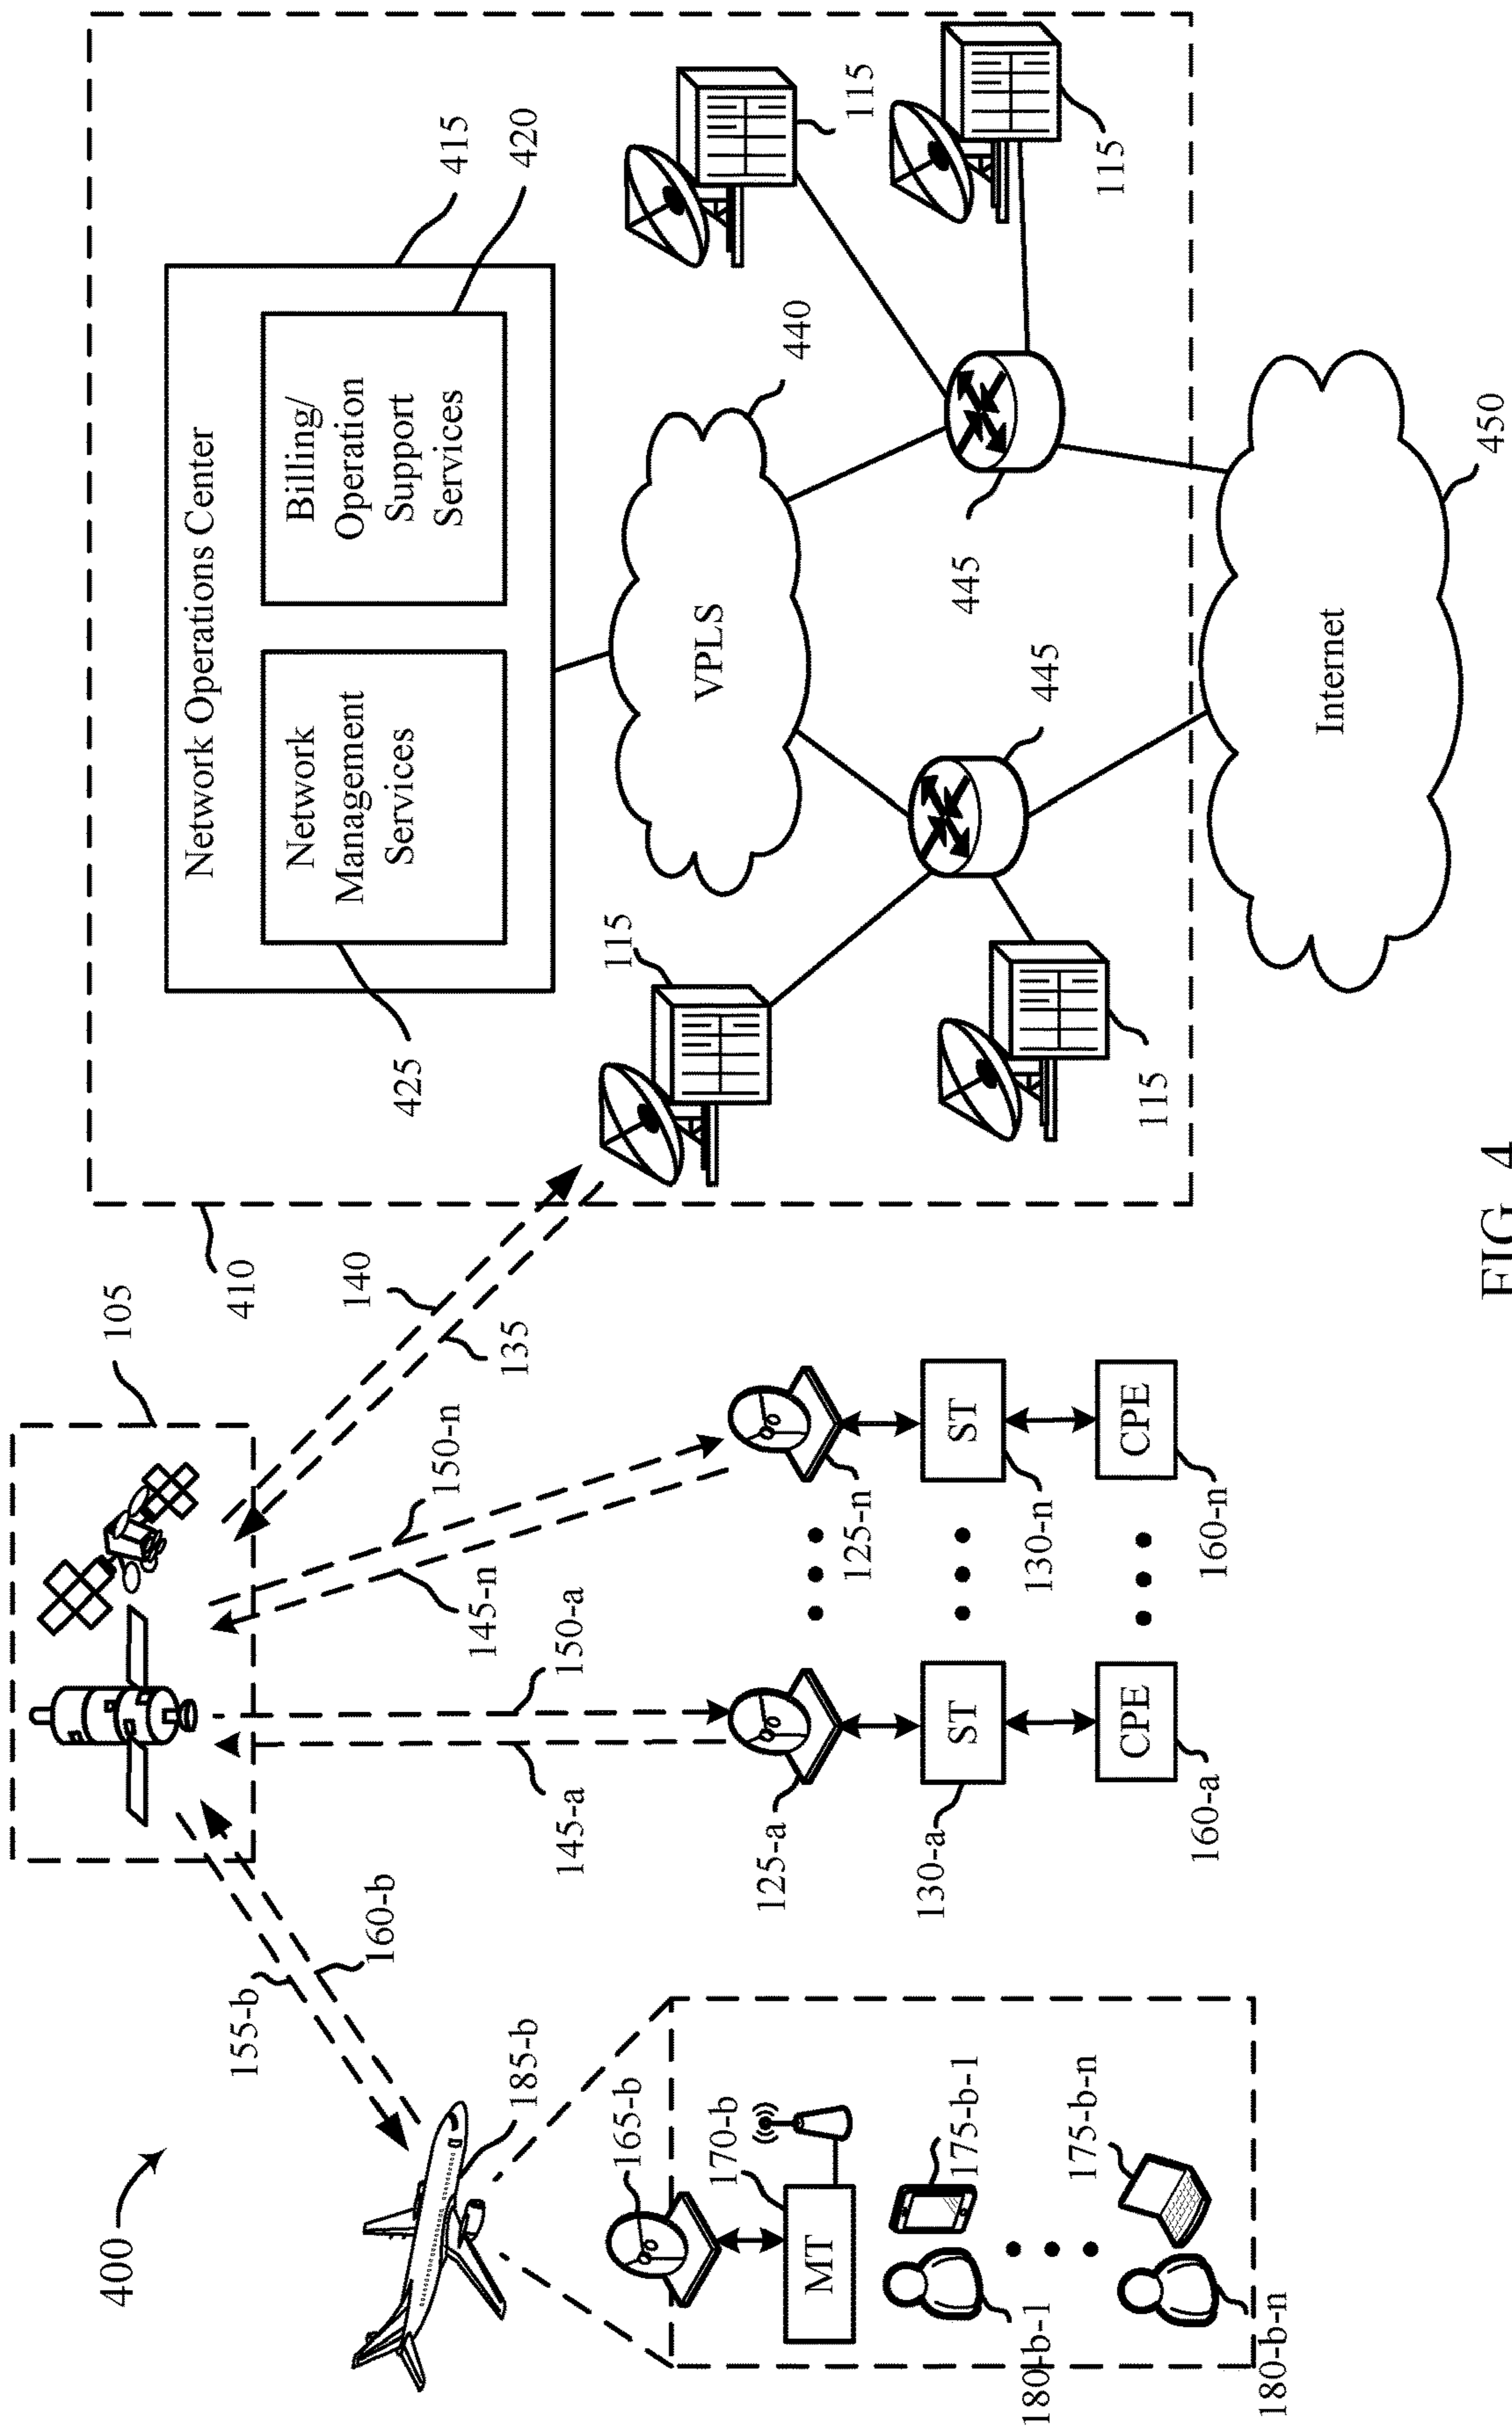 400
105
155-b
160-b
185-b
145-a
150-a
145-n
150-n
140
135
410
165-b
170-b
MT
175-b-1
180-b-1
175-b-n
180-b-n
125-a
125-n
ST
ST
130-a
130-n
CPE
CPE
160-a
160-n
Network Operations Center
415
Network
Management
Services
425
Billing/
Operation
Support
Services
420
VPLS
440
115
115
115
115
445
445
Internet
450
FIG. 4